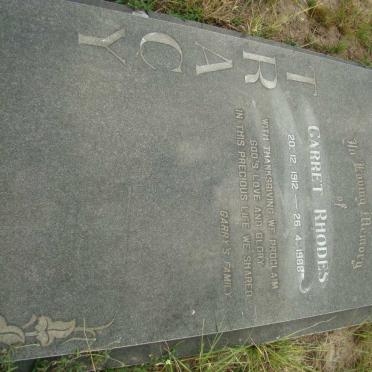 In loving Memory
of
GARRET RHODES
20.12.1912 — 26.4.1988
TRACY
WITH THANKSGIVING WE PROCLAIM
GOD'S LOVE AND GLORY
IN THIS PRECIOUS LIFE WE SHARED
GARRY'S FAMILY